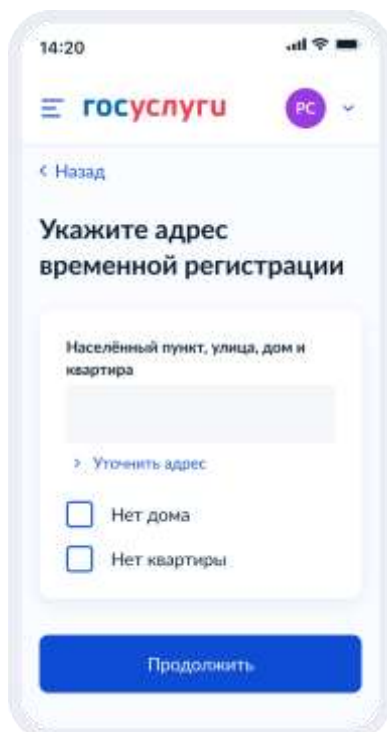 14:20
госуслуги
РС
Назад
Укажите адрес
временной регистрации
Населённый пункт, улица, дом и
квартира
Уточнить адрес
Нет дома
Нет квартиры
Продолжить